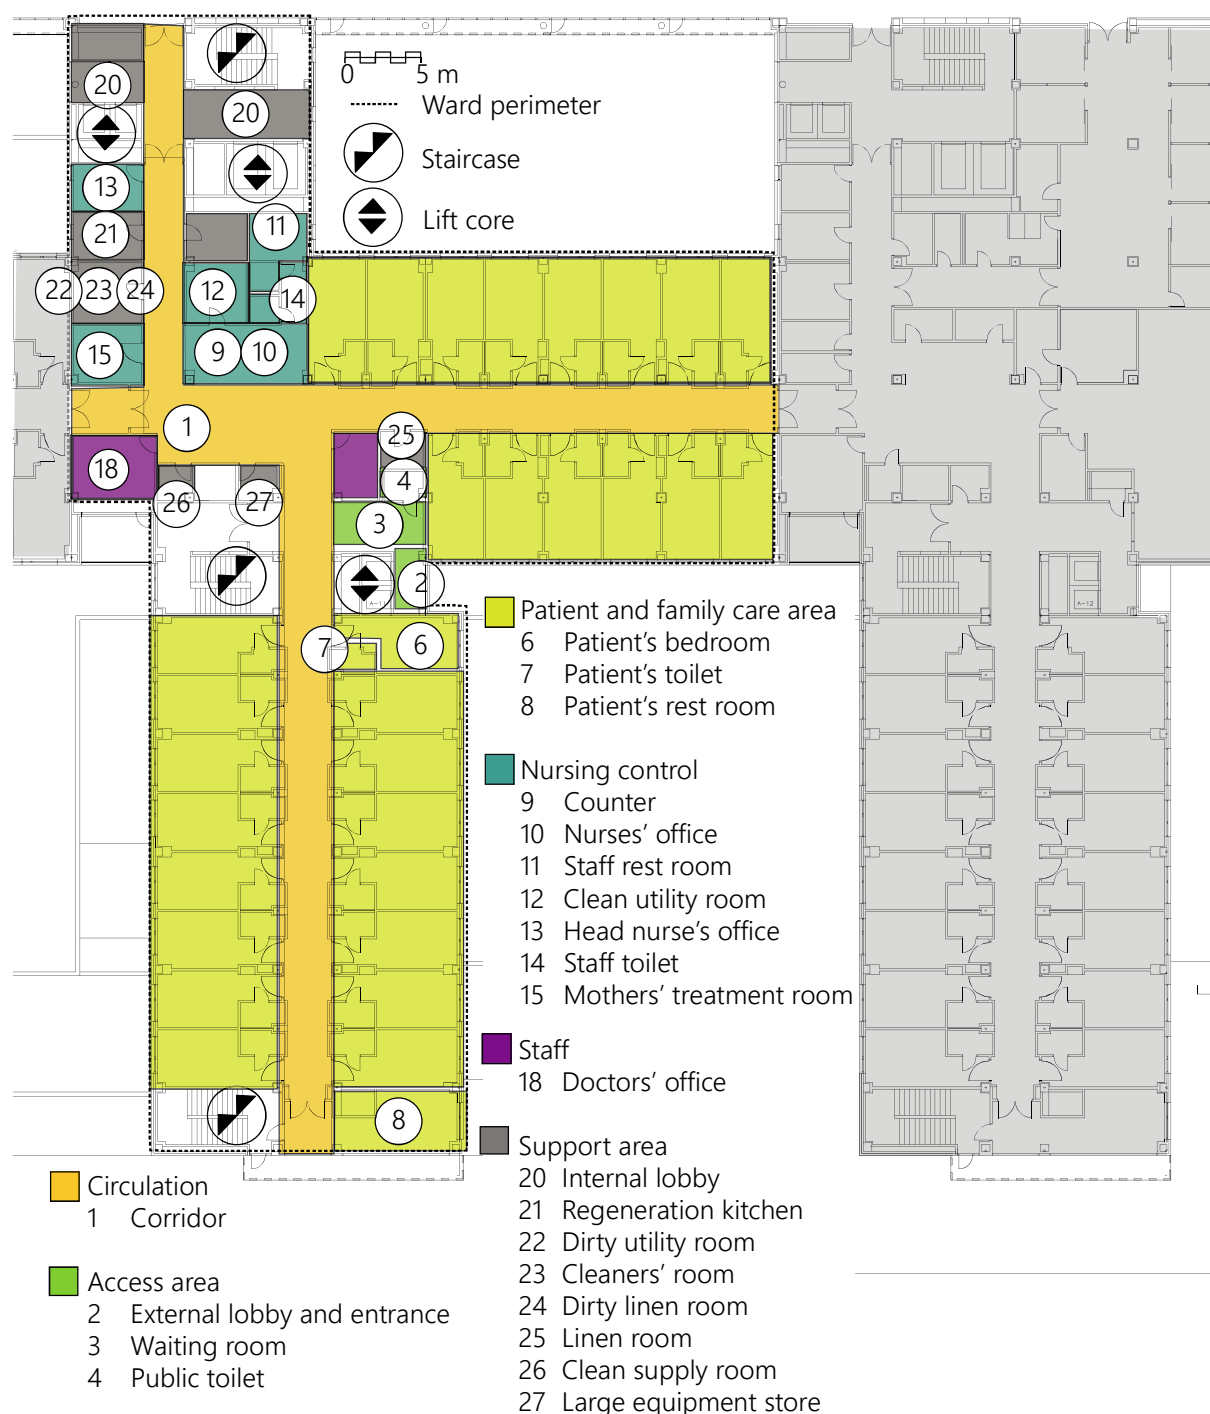 0 5 m
Ward perimeter
Staircase
Lift core
20
20
13
11
21
22 23 24
12
14
15
9 10
1
25
18
4
26
27
3
2
A-11
A-12
7
6
8
Patient and family care area
6 Patient's bedroom
7 Patient's toilet
8 Patient's rest room
Nursing control
9 Counter
10 Nurses' office
11 Staff rest room
12 Clean utility room
13 Head nurse's office
14 Staff toilet
15 Mothers' treatment room
Staff
18 Doctors' office
Support area
20 Internal lobby
21 Regeneration kitchen
22 Dirty utility room
23 Cleaners' room
24 Dirty linen room
25 Linen room
26 Clean supply room
27 Large equipment store
Circulation
1 Corridor
Access area
2 External lobby and entrance
3 Waiting room
4 Public toilet